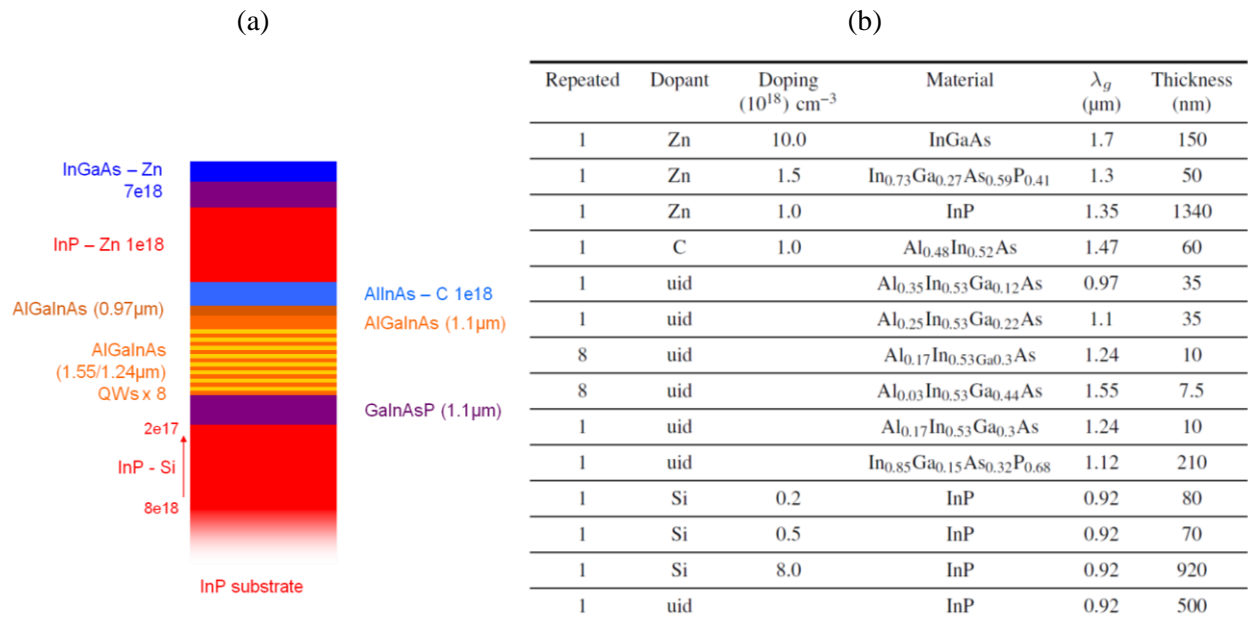 (a)
(b)
InGaAs – Zn
7e18
InP – Zn 1e18
AlGaInAs (0.97µm)
AlGaInAs
(1.55/1.24µm)
QWs x 8
2e17
InP - Si
8e18
InP substrate
AlInAs – C 1e18
AlGaInAs (1.1µm)
GaInAsP (1.1µm)
Repeated Dopant Doping (10¹⁸) cm⁻³ Material λg (µm) Thickness (nm)
1 Zn 10.0 InGaAs 1.7 150
1 Zn 1.5 In₀.₇₃Ga₀.₂₇As₀.₅₉P₀.₄₁ 1.3 50
1 Zn 1.0 InP 1.35 1340
1 C 1.0 Al₀.₄₈In₀.₅₂As 1.47 60
1 uid Al₀.₃₅In₀.₅₃Ga₀.₁₂As 0.97 35
1 uid Al₀.₂₅In₀.₅₃Ga₀.₂₂As 1.1 35
8 uid Al₀.₁₇In₀.₅₃Ga₀.₃As 1.24 10
8 uid Al₀.₀₃In₀.₅₃Ga₀.₄₄As 1.55 7.5
1 uid Al₀.₁₇In₀.₅₃Ga₀.₃As 1.24 10
1 uid In₀.₈₅Ga₀.₁₅As₀.₃₂P₀.₆₈ 1.12 210
1 Si 0.2 InP 0.92 80
1 Si 0.5 InP 0.92 70
1 Si 8.0 InP 0.92 920
1 uid InP 0.92 500